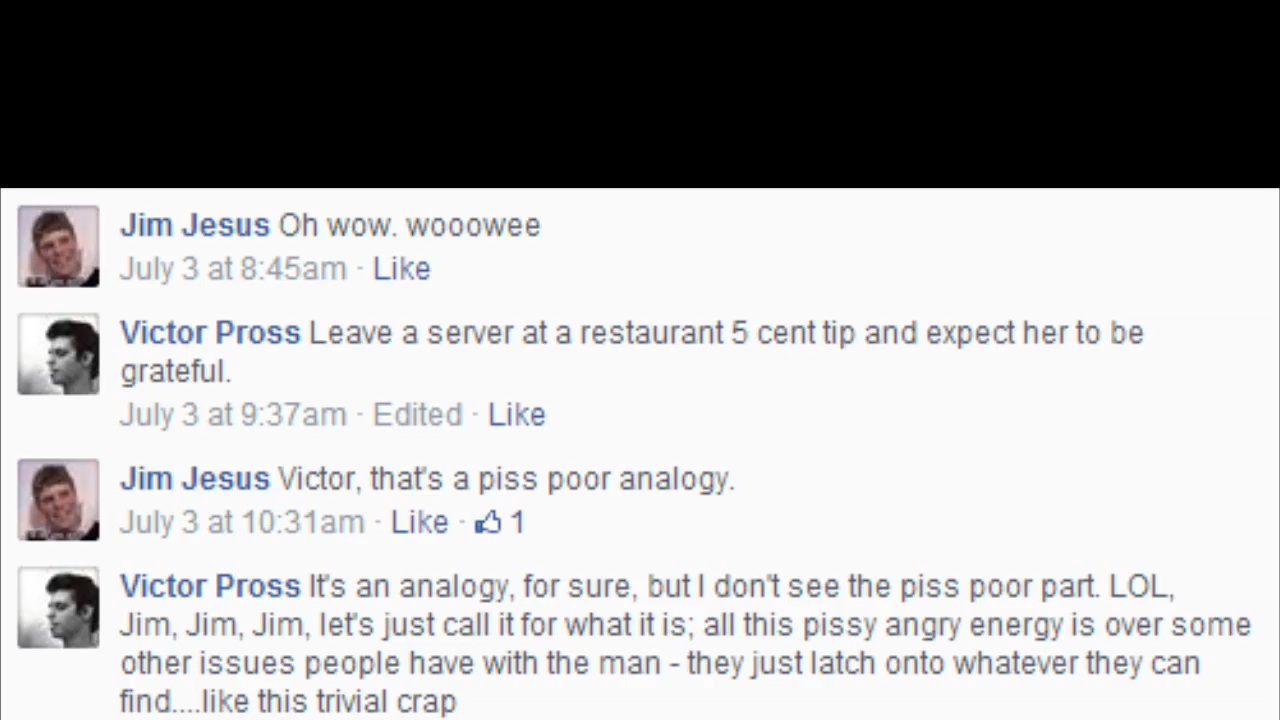 Jim Jesus Oh wow. wooowee
July 3 at 8:45am · Like
Victor Pross Leave a server at a restaurant 5 cent tip and expect her to be
grateful.
July 3 at 9:37am · Edited · Like
Jim Jesus Victor, that's a piss poor analogy.
July 3 at 10:31am · Like · 1
Victor Pross It's an analogy, for sure, but I don't see the piss poor part. LOL,
Jim, Jim, Jim, let's just call it for what it is; all this pissy angry energy is over some
other issues people have with the man - they just latch onto whatever they can
find....like this trivial crap